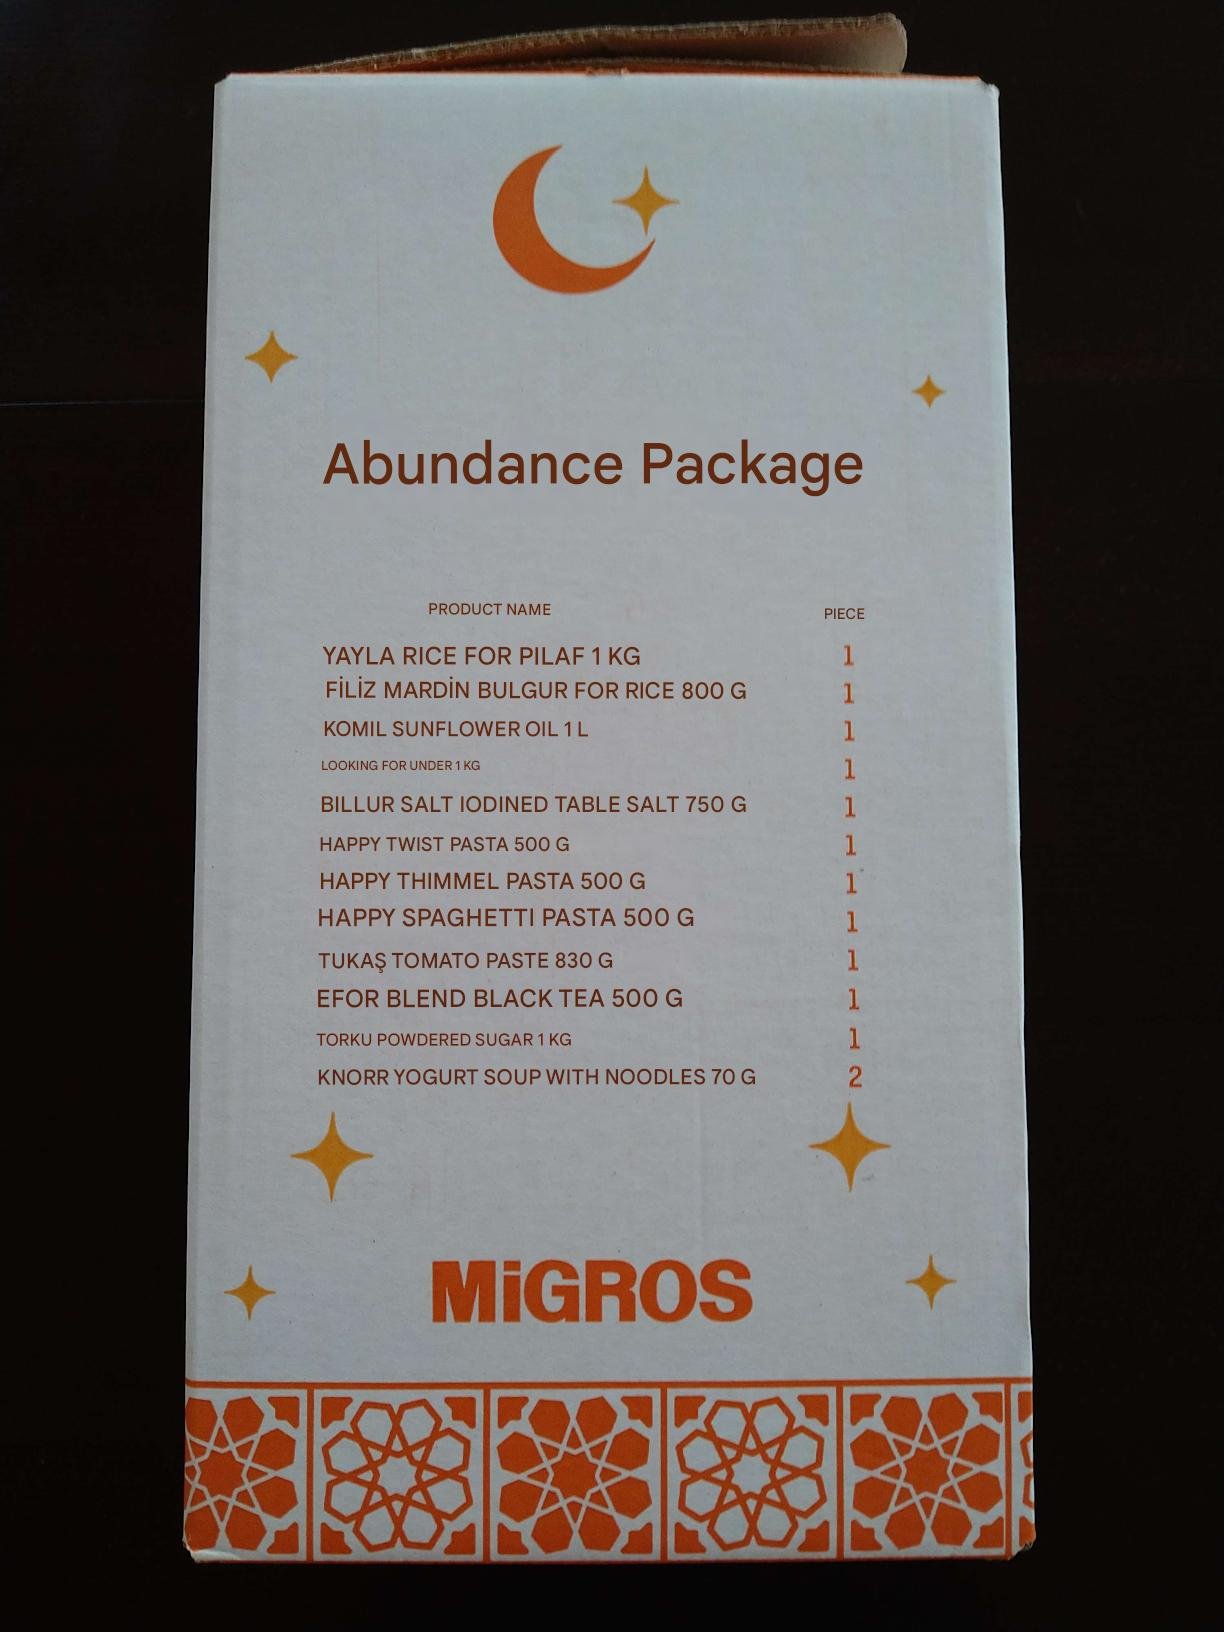 Abundance Package
PRODUCT NAME PIECE
YAYLA RICE FOR PILAF 1 KG 1
FİLİZ MARDİN BULGUR FOR RICE 800 G 1
KOMIL SUNFLOWER OIL 1 L 1
LOOKING FOR UNDER 1 KG 1
BILLUR SALT IODINED TABLE SALT 750 G 1
HAPPY TWIST PASTA 500 G 1
HAPPY THIMMEL PASTA 500 G 1
HAPPY SPAGHETTI PASTA 500 G 1
TUKAŞ TOMATO PASTE 830 G 1
EFOR BLEND BLACK TEA 500 G 1
TORKU POWDERED SUGAR 1 KG 1
KNORR YOGURT SOUP WITH NOODLES 70 G 2
MiGROS